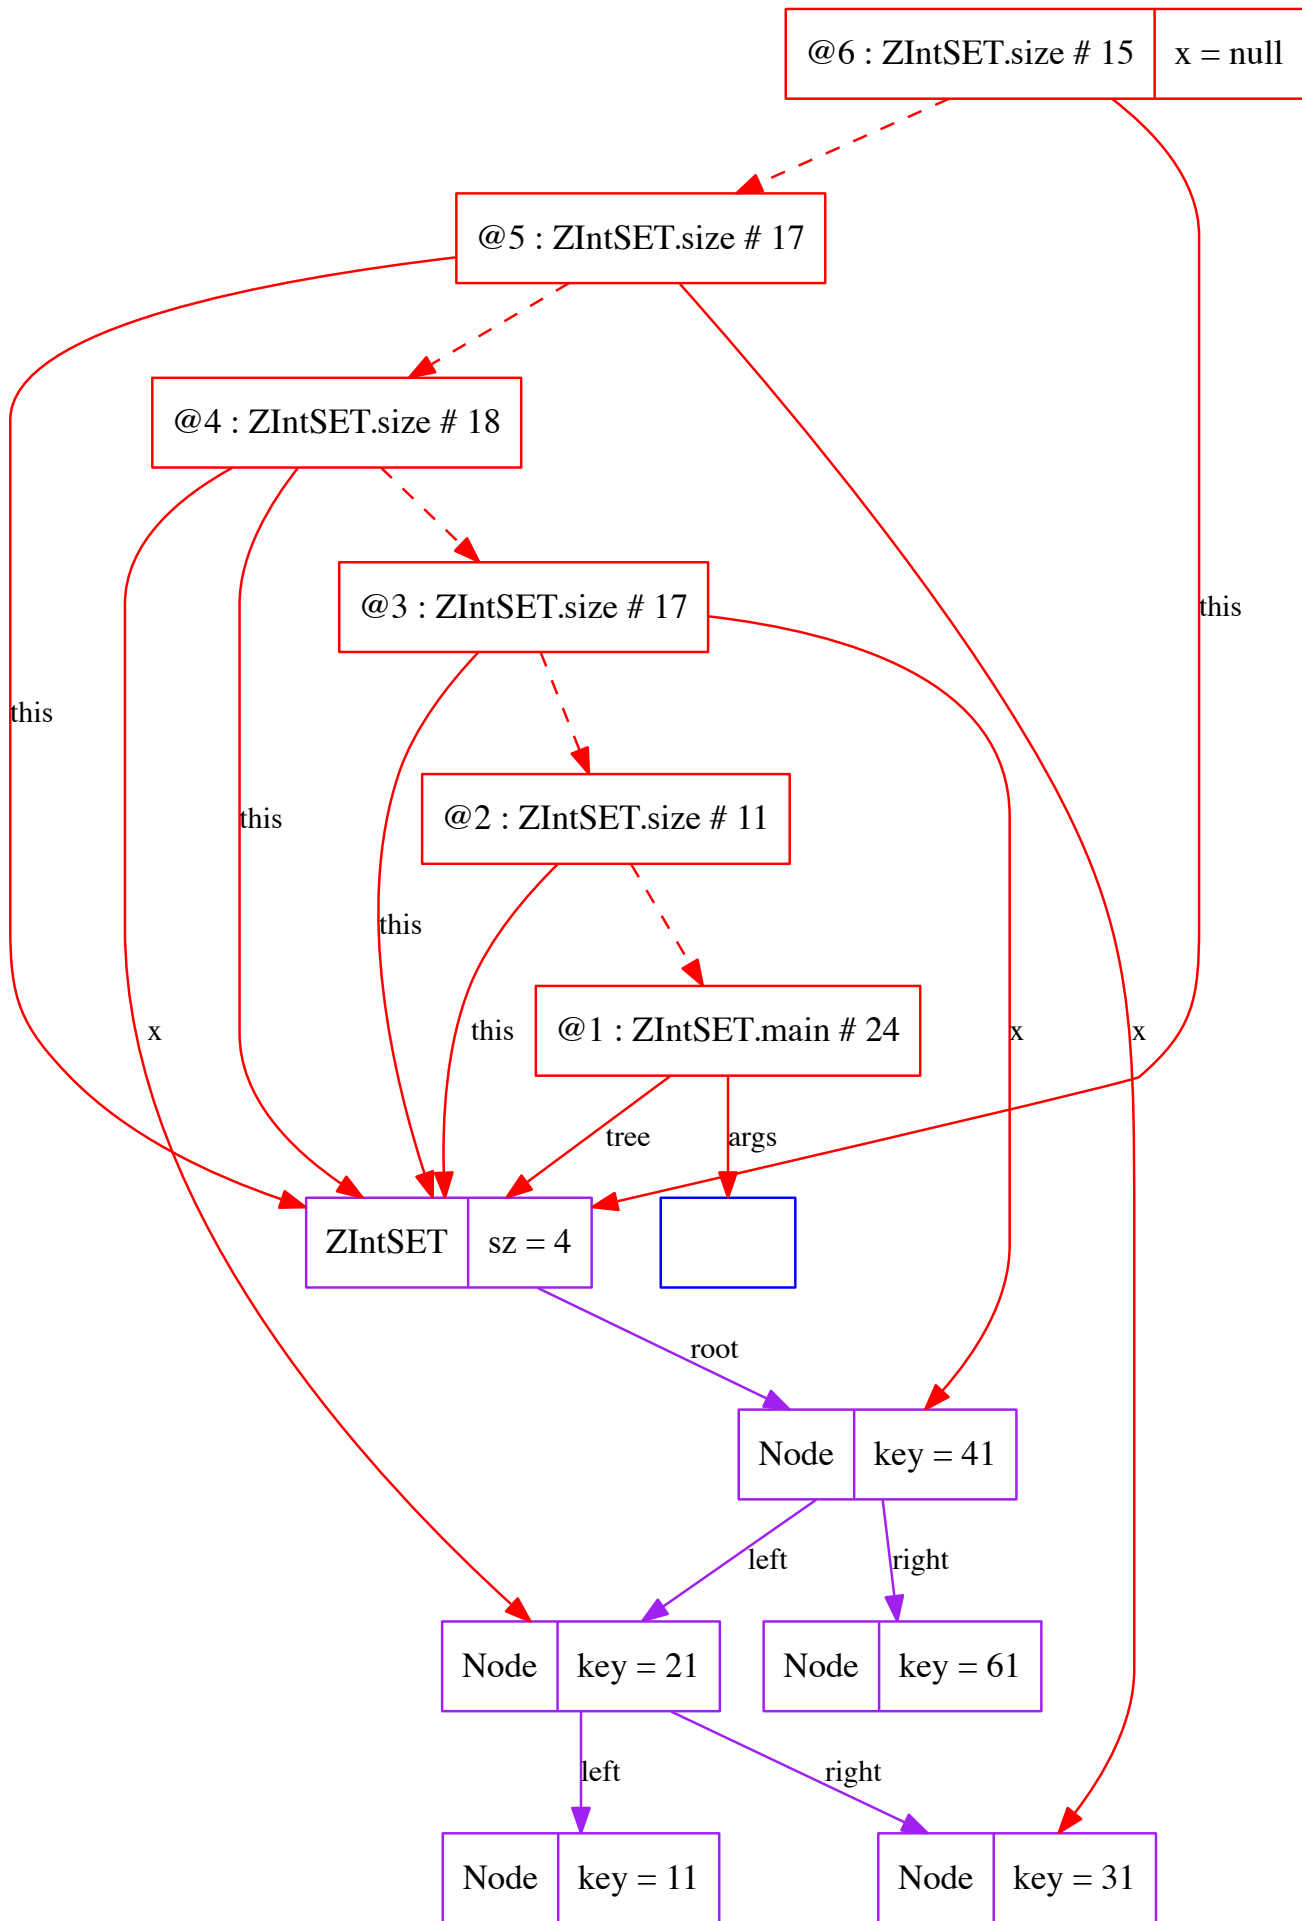 @6 : ZIntSET.size # 15 x = null
@5 : ZIntSET.size # 17
@4 : ZIntSET.size # 18
@3 : ZIntSET.size # 17
this
this
@2 : ZIntSET.size # 11
this
this
x
this
@1 : ZIntSET.main # 24
x
x
tree
args
ZIntSET sz = 4
root
Node key = 41
left
right
Node key = 21
Node key = 61
left
right
Node key = 11
Node key = 31